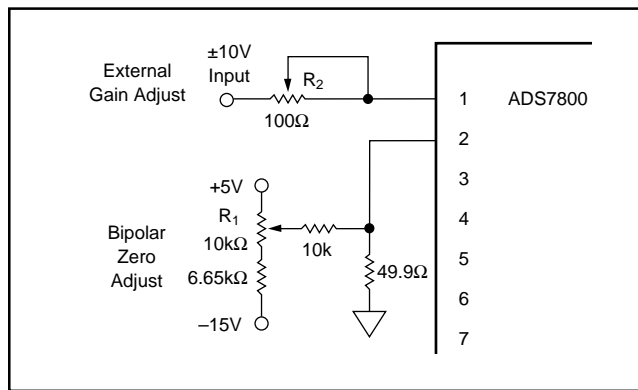 ±10V
Input
External
Gain Adjust
R2
100Ω
1
ADS7800
2
3
4
5
6
7
+5V
R1
10kΩ
10k
6.65kΩ
49.9Ω
–15V
Bipolar
Zero
Adjust